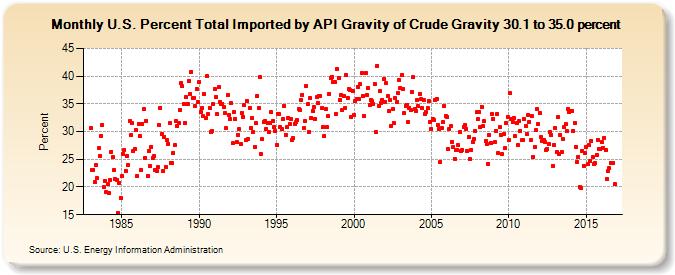 Monthly U.S. Percent Total Imported by API Gravity of Crude Gravity 30.1 to 35.0 percent
Percent
45
40
35
30
25
20
15
1985 1990 1995 2000 2005 2010 2015
Source: U.S. Energy Information Administration